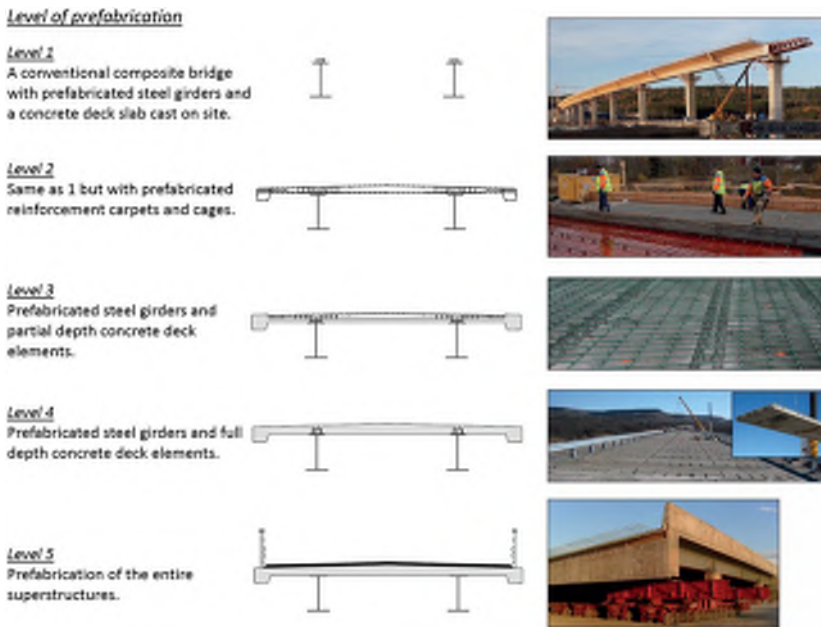 Level of prefabrication
Level 1
A conventional composite bridge
with prefabricated steel girders and
a concrete deck slab cast on site.
Level 2
Same as 1 but with prefabricated
reinforcement carpets and cages.
Level 3
Prefabricated steel girders and
partial depth concrete deck
elements.
Level 4
Prefabricated steel girders and full
depth concrete deck elements.
Level 5
Prefabrication of the entire
superstructures.